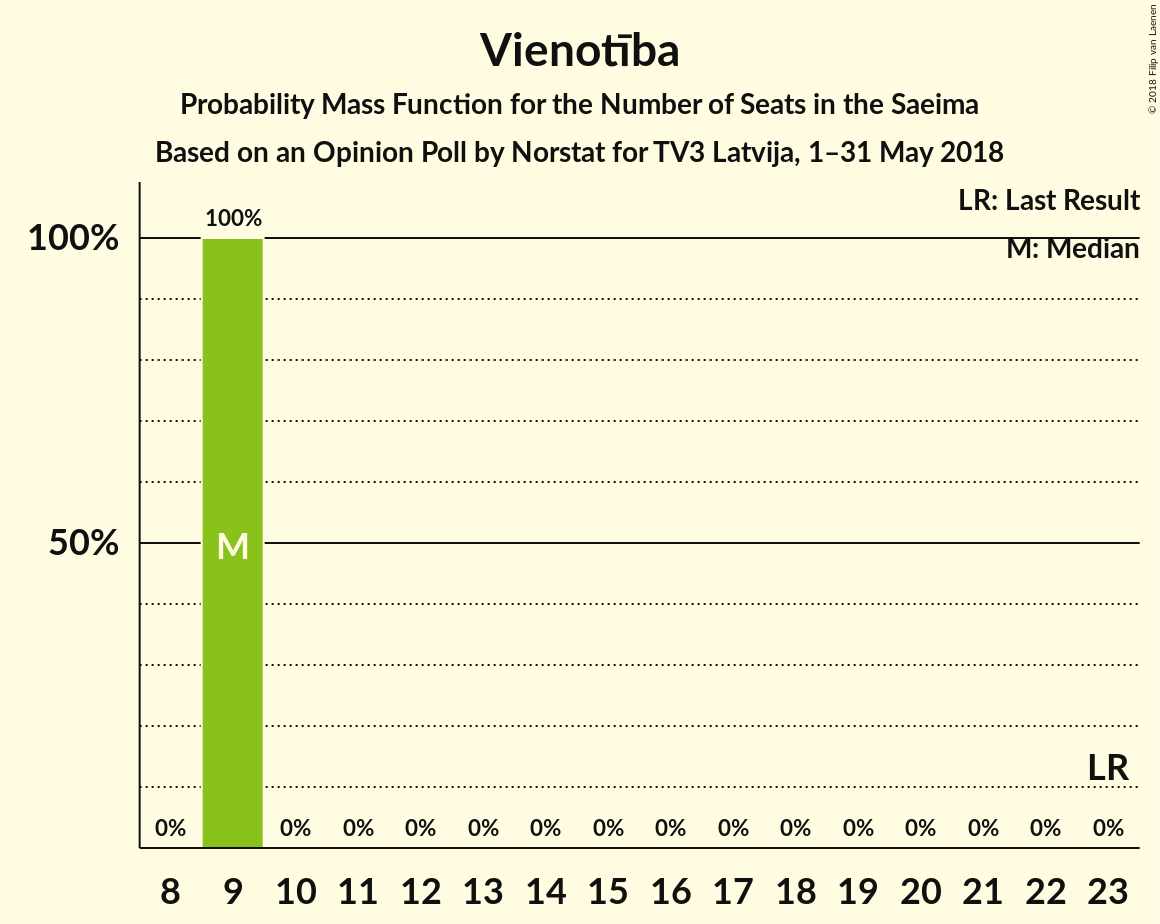 Vienotība
Probability Mass Function for the Number of Seats in the Saeima
Based on an Opinion Poll by Norstat for TV3 Latvija, 1–31 May 2018
© 2018 Filip van Laenen
LR: Last Result
M: Median
100%
100%
50%
M
LR
0% 0% 0% 0% 0% 0% 0% 0% 0% 0% 0% 0% 0% 0% 0%
8 9 10 11 12 13 14 15 16 17 18 19 20 21 22 23